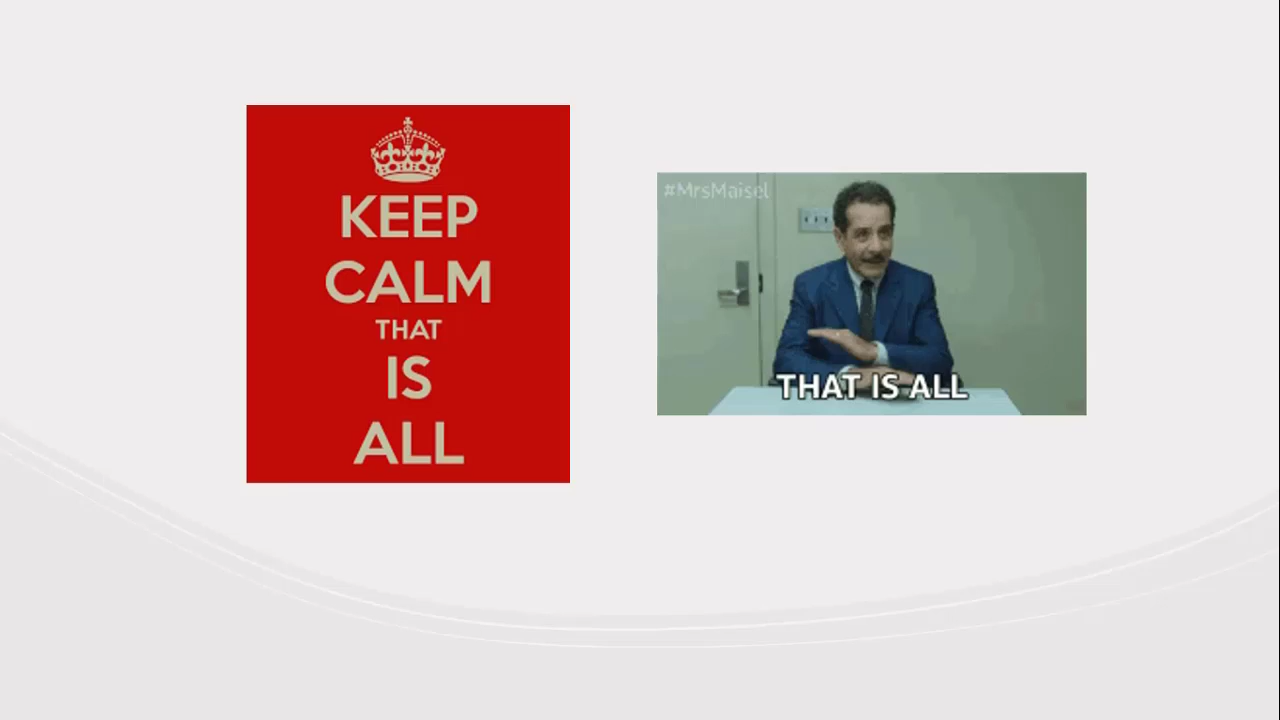 KEEP
CALM
THAT
IS
ALL
#MrsMaisel
THAT IS ALL